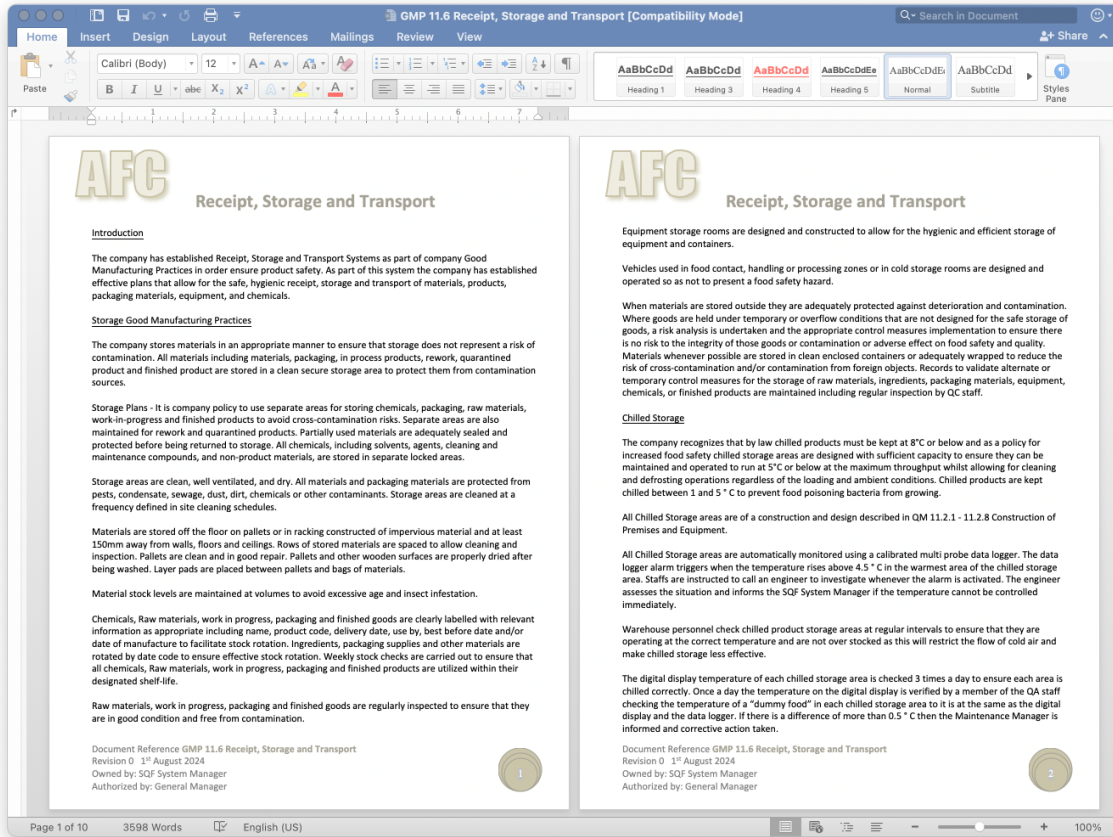 GMP 11.6 Receipt, Storage and Transport [Compatibility Mode]
Search in Document
Home Insert Design Layout References Mailings Review View
Share
Paste
Calibri (Body) 12
AaBbCcDd AaBbCcDd AaBbCcDd AaBbCcDdEe AaBbCcDdEe AaBbCcDd
Heading 1 Heading 3 Heading 4 Heading 5 Normal Subtitle
Styles
Pane
1 2 3 4 5 6 7
AFC
Receipt, Storage and Transport
Introduction
The company has established Receipt, Storage and Transport Systems as part of company Good
Manufacturing Practices in order ensure product safety. As part of this system the company has established
effective plans that allow for the safe, hygienic receipt, storage and transport of materials, products,
packaging materials, equipment, and chemicals.
Storage Good Manufacturing Practices
The company stores materials in an appropriate manner to ensure that storage does not represent a risk of
contamination. All materials including materials, packaging, in process products, rework, quarantined
product and finished product are stored in a clean secure storage area to protect them from contamination
sources.
Storage Plans - It is company policy to use separate areas for storing chemicals, packaging, raw materials,
work-in-progress and finished products to avoid cross-contamination risks. Separate areas are also
maintained for rework and quarantined products. Partially used materials are adequately sealed and
protected before being returned to storage. All chemicals, including solvents, agents, cleaning and
maintenance compounds, and non-product materials, are stored in separate locked areas.
Storage areas are clean, well ventilated, and dry. All materials and packaging materials are protected from
pests, condensate, sewage, dust, dirt, chemicals or other contaminants. Storage areas are cleaned at a
frequency defined in site cleaning schedules.
Materials are stored off the floor on pallets or in racking constructed of impervious material and at least
150mm away from walls, floors and ceilings. Rows of stored materials are spaced to allow cleaning and
inspection. Pallets are clean and in good repair. Pallets and other wooden surfaces are properly dried after
being washed. Layer pads are placed between pallets and bags of materials.
Material stock levels are maintained at volumes to avoid excessive age and insect infestation.
Chemicals, Raw materials, work in progress, packaging and finished goods are clearly labelled with relevant
information as appropriate including name, product code, delivery date, use by, best before date and/or
date of manufacture to facilitate stock rotation. Ingredients, packaging supplies and other materials are
rotated by date code to ensure effective stock rotation. Weekly stock checks are carried out to ensure that
all chemicals, Raw materials, work in progress, packaging and finished products are utilized within their
designated shelf-life.
Raw materials, work in progress, packaging and finished goods are regularly inspected to ensure that they
are in good condition and free from contamination.
Document Reference GMP 11.6 Receipt, Storage and Transport
Revision 0 1st August 2024
Owned by: SQF System Manager
Authorized by: General Manager
1
AFC
Receipt, Storage and Transport
Equipment storage rooms are designed and constructed to allow for the hygienic and efficient storage of
equipment and containers.
Vehicles used in food contact, handling or processing zones or in cold storage rooms are designed and
operated so as not to present a food safety hazard.
When materials are stored outside they are adequately protected against deterioration and contamination.
Where goods are held under temporary or overflow conditions that are not designed for the safe storage of
goods, a risk analysis is undertaken and the appropriate control measures implementation to ensure there
is no risk to the integrity of those goods or contamination or adverse effect on food safety and quality.
Materials whenever possible are stored in clean enclosed containers or adequately wrapped to reduce the
risk of cross-contamination and/or contamination from foreign objects. Records to validate alternate or
temporary control measures for the storage of raw materials, ingredients, packaging materials, equipment,
chemicals, or finished products are maintained including regular inspection by QC staff.
Chilled Storage
The company recognizes that by law chilled products must be kept at 8°C or below and as a policy for
increased food safety chilled storage areas are designed with sufficient capacity to ensure they can be
maintained and operated to run at 5°C or below at the maximum throughput whilst allowing for cleaning
and defrosting operations regardless of the loading and ambient conditions. Chilled products are kept
chilled between 1 and 5 ° C to prevent food poisoning bacteria from growing.
All Chilled Storage areas are of a construction and design described in QM 11.2.1 - 11.2.8 Construction of
Premises and Equipment.
All Chilled Storage areas are automatically monitored using a calibrated multi probe data logger. The data
logger alarm triggers when the temperature rises above 4.5 ° C in the warmest area of the chilled storage
area. Staffs are instructed to call an engineer to investigate whenever the alarm is activated. The engineer
assesses the situation and informs the SQF System Manager if the temperature cannot be controlled
immediately.
Warehouse personnel check chilled product storage areas at regular intervals to ensure that they are
operating at the correct temperature and are not over stocked as this will restrict the flow of cold air and
make chilled storage less effective.
The digital display temperature of each chilled storage area is checked 3 times a day to ensure each area is
chilled correctly. Once a day the temperature on the digital display is verified by a member of the QA staff
checking the temperature of a “dummy food” in each chilled storage area to it is at the same as the digital
display and the data logger. If there is a difference of more than 0.5 ° C then the Maintenance Manager is
informed and corrective action taken.
Document Reference GMP 11.6 Receipt, Storage and Transport
Revision 0 1st August 2024
Owned by: SQF System Manager
Authorized by: General Manager
2
Page 1 of 10 3598 Words English (US) 100%